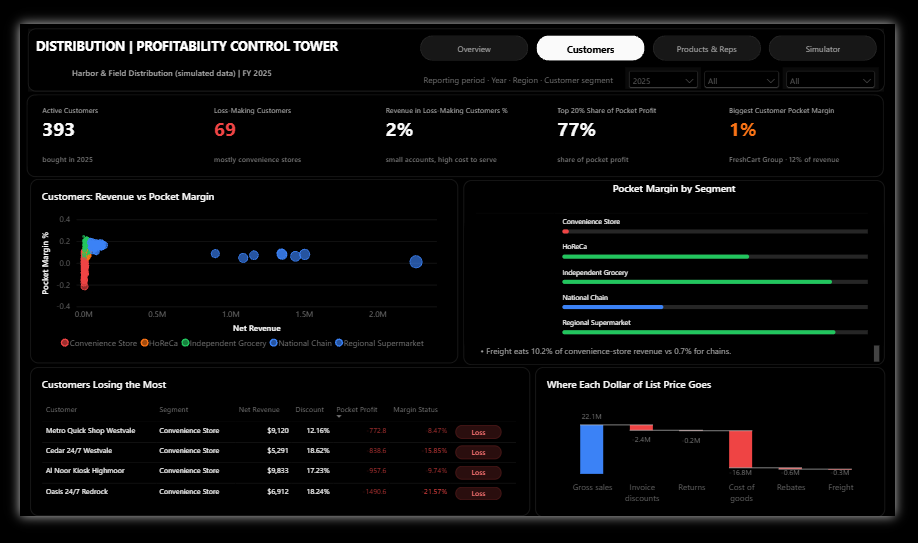 DISTRIBUTION | PROFITABILITY CONTROL TOWER
Harbor & Field Distribution (simulated data) | FY 2025
Overview
Customers
Products & Reps
Simulator
Reporting period · Year · Region · Customer segment
2025
All
All
Active Customers
393
bought in 2025
Loss-Making Customers
69
mostly convenience stores
Revenue in Loss-Making Customers %
2%
small accounts, high cost to serve
Top 20% Share of Pocket Profit
77%
share of pocket profit
Biggest Customer Pocket Margin
1%
FreshCart Group · 12% of revenue
Customers: Revenue vs Pocket Margin
Pocket Margin %
0.4
0.2
0.0
-0.2
-0.4
0.0M 0.5M 1.0M 1.5M 2.0M
Net Revenue
Convenience Store HoReCa Independent Grocery National Chain Regional Supermarket
Pocket Margin by Segment
Convenience Store
HoReCa
Independent Grocery
National Chain
Regional Supermarket
• Freight eats 10.2% of convenience-store revenue vs 0.7% for chains.
Customers Losing the Most
Customer Segment Net Revenue Discount Pocket Profit Margin Status
Metro Quick Shop Westvale Convenience Store $9,120 12.16% -772.8 -8.47% Loss
Cedar 24/7 Westvale Convenience Store $5,291 18.62% -838.6 -15.85% Loss
Al Noor Kiosk Highmoor Convenience Store $9,833 17.23% -957.6 -9.74% Loss
Oasis 24/7 Redrock Convenience Store $6,912 18.24% -1490.6 -21.57% Loss
Where Each Dollar of List Price Goes
22.1M
2.4M
0.2M
16.8M
0.6M
0.3M
Gross sales
Invoice discounts
Returns
Cost of goods
Rebates
Freight